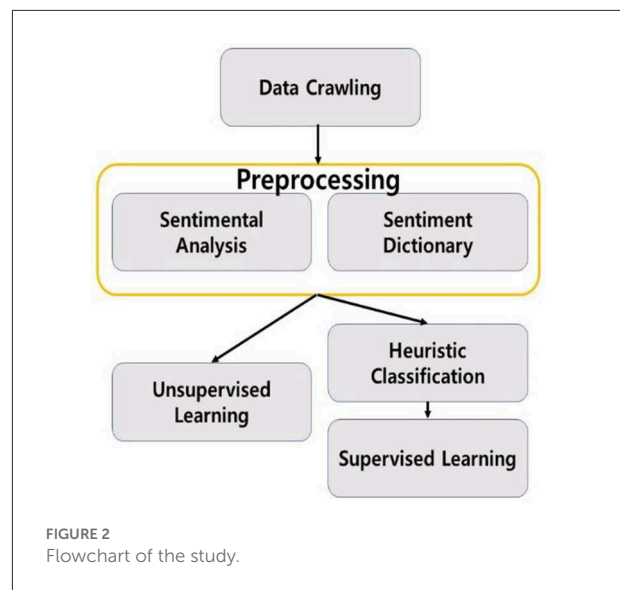 Data Crawling
Preprocessing
Sentimental
Analysis
Sentiment
Dictionary
Unsupervised
Learning
Heuristic
Classification
Supervised Learning
FIGURE 2
Flowchart of the study.